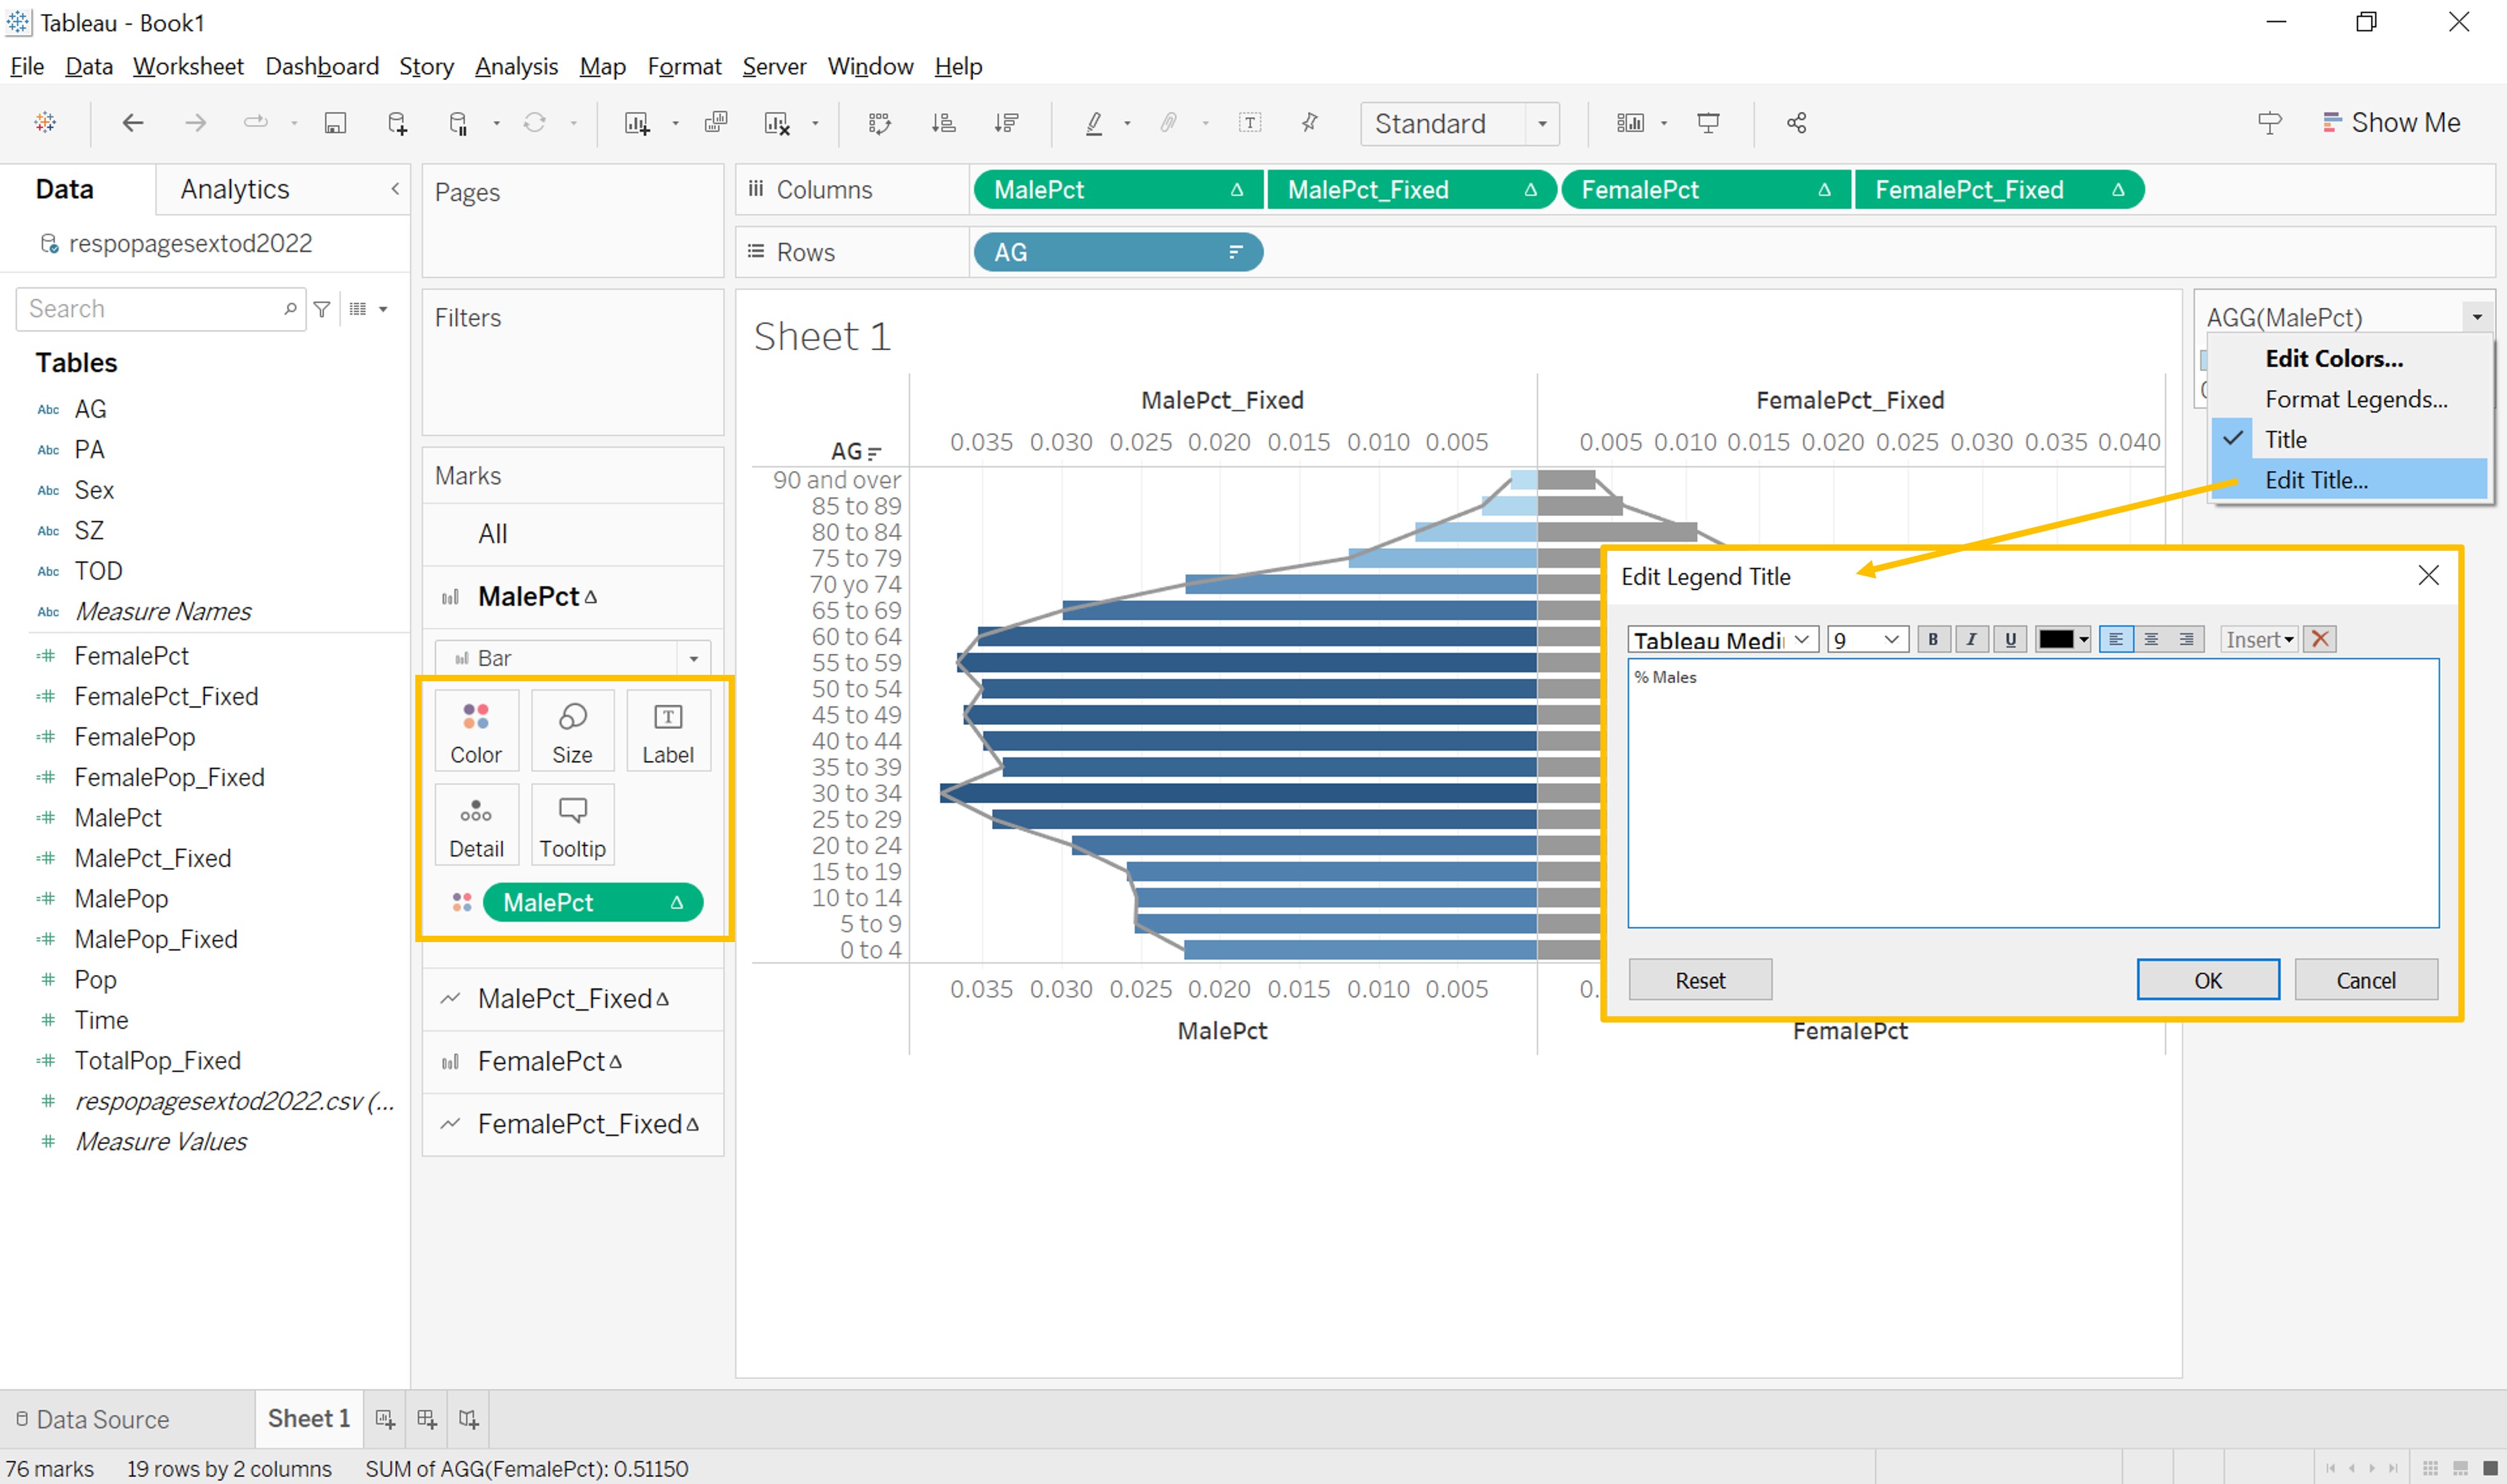 Tableau - Book1
File Data Worksheet Dashboard Story Analysis Map Format Server Window Help
Standard
Show Me
Data Analytics
respopagesextod2022
Search
Tables
Abc AG
Abc PA
Abc Sex
Abc SZ
Abc TOD
Abc Measure Names
FemalePct
FemalePct_Fixed
FemalePop
FemalePop_Fixed
MalePct
MalePct_Fixed
MalePop
MalePop_Fixed
Pop
Time
TotalPop_Fixed
respopagesextod2022.csv (...
Measure Values
Pages
Filters
Marks
All
MalePct
Bar
Color Size Label
Detail Tooltip
MalePct
MalePct_Fixed
FemalePct
FemalePct_Fixed
Columns MalePct MalePct_Fixed FemalePct FemalePct_Fixed
Rows AG
Sheet 1
MalePct_Fixed FemalePct_Fixed
0.035 0.030 0.025 0.020 0.015 0.010 0.005 0.005 0.010 0.015 0.020 0.025 0.030 0.035 0.040
AG
90 and over
85 to 89
80 to 84
75 to 79
70 yo 74
65 to 69
60 to 64
55 to 59
50 to 54
45 to 49
40 to 44
35 to 39
30 to 34
25 to 29
20 to 24
15 to 19
10 to 14
5 to 9
0 to 4
0.035 0.030 0.025 0.020 0.015 0.010 0.005 0.
MalePct FemalePct
AGG(MalePct)
Edit Colors...
Format Legends...
Title
Edit Title...
Edit Legend Title
Tableau Medi 9 B I U Insert
% Males
Reset OK Cancel
Data Source Sheet 1
76 marks 19 rows by 2 columns SUM of AGG(FemalePct): 0.51150